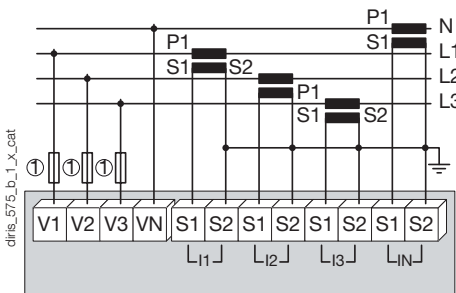 P1 N
P1 S1 L1
S1 S2 L2
P1 L3
S1 S2
① ① ①
diris_575_b_1_x_cat
V1 V2 V3 VN S1 S2 S1 S2 S1 S2 S1 S2
I1 I2 I3 IN